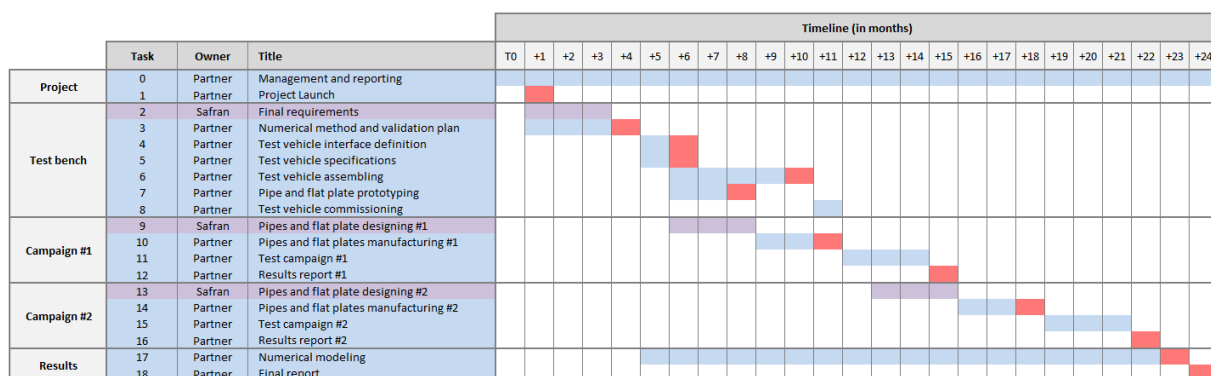 Timeline (in months)
Task Owner Title T0 +1 +2 +3 +4 +5 +6 +7 +8 +9 +10 +11 +12 +13 +14 +15 +16 +17 +18 +19 +20 +21 +22 +23 +24
Project
0 Partner Management and reporting
1 Partner Project Launch
Test bench
2 Safran Final requirements
3 Partner Numerical method and validation plan
4 Partner Test vehicle interface definition
5 Partner Test vehicle specifications
6 Partner Test vehicle assembling
7 Partner Pipe and flat plate prototyping
8 Partner Test vehicle commissioning
Campaign #1
9 Safran Pipes and flat plate designing #1
10 Partner Pipes and flat plates manufacturing #1
11 Partner Test campaign #1
12 Partner Results report #1
Campaign #2
13 Safran Pipes and flat plate designing #2
14 Partner Pipes and flat plates manufacturing #2
15 Partner Test campaign #2
16 Partner Results report #2
Results
17 Partner Numerical modeling
18 Partner Final report